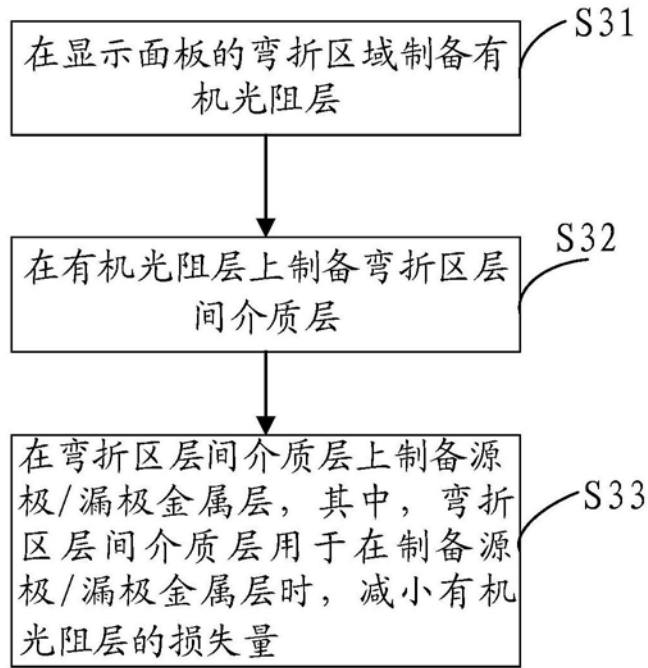 S31
在显示面板的弯折区域制备有
机光阻层
S32
在有机光阻层上制备弯折区层
间介质层
S33
在弯折区层间介质层上制备源
极/漏极金属层，其中，弯折
区层间介质层用于在制备源
极/漏极金属层时，减小有机
光阻层的损失量